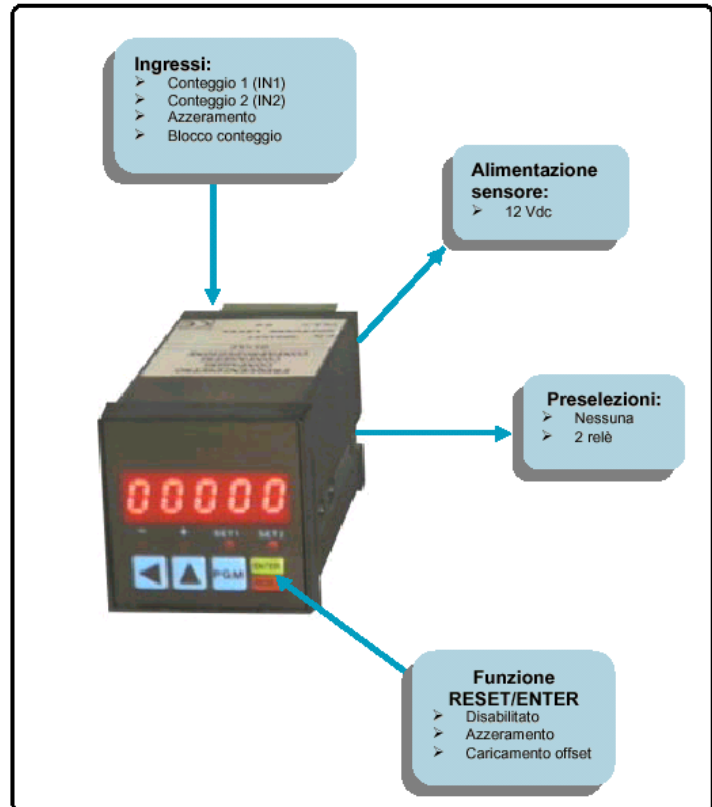 Ingressi:
➢ Conteggio 1 (IN1)
➢ Conteggio 2 (IN2)
➢ Azzeramento
➢ Blocco conteggio
Alimentazione
sensore:
➢ 12 Vdc
Preselezioni:
➢ Nessuna
➢ 2 relè
00000
- + SET1 SET2
PGM ENTER
Funzione
RESET/ENTER
➢ Disabilitato
➢ Azzeramento
➢ Caricamento offset